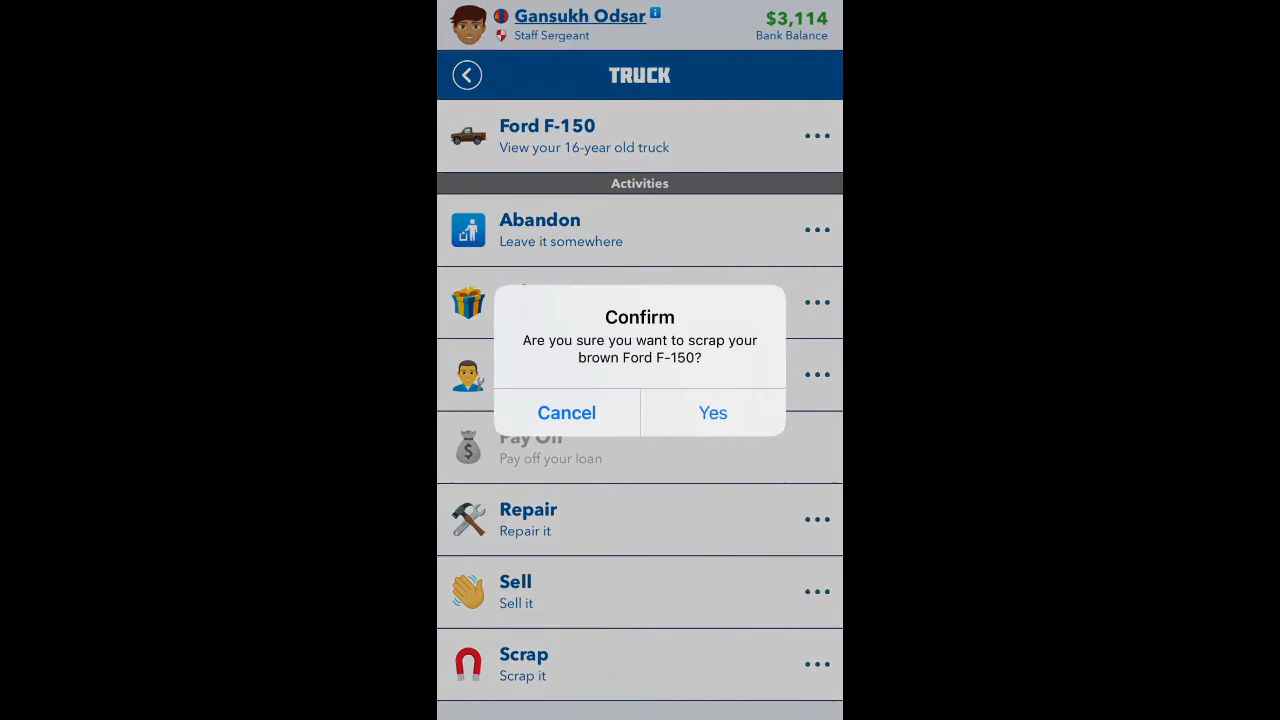 Gansukh Odsar
Staff Sergeant
$3,114
Bank Balance
TRUCK
Ford F-150
View your 16-year old truck
Activities
Abandon
Leave it somewhere
Confirm
Are you sure you want to scrap your
brown Ford F-150?
Cancel
Yes
Pay Off
Pay off your loan
Repair
Repair it
Sell
Sell it
Scrap
Scrap it